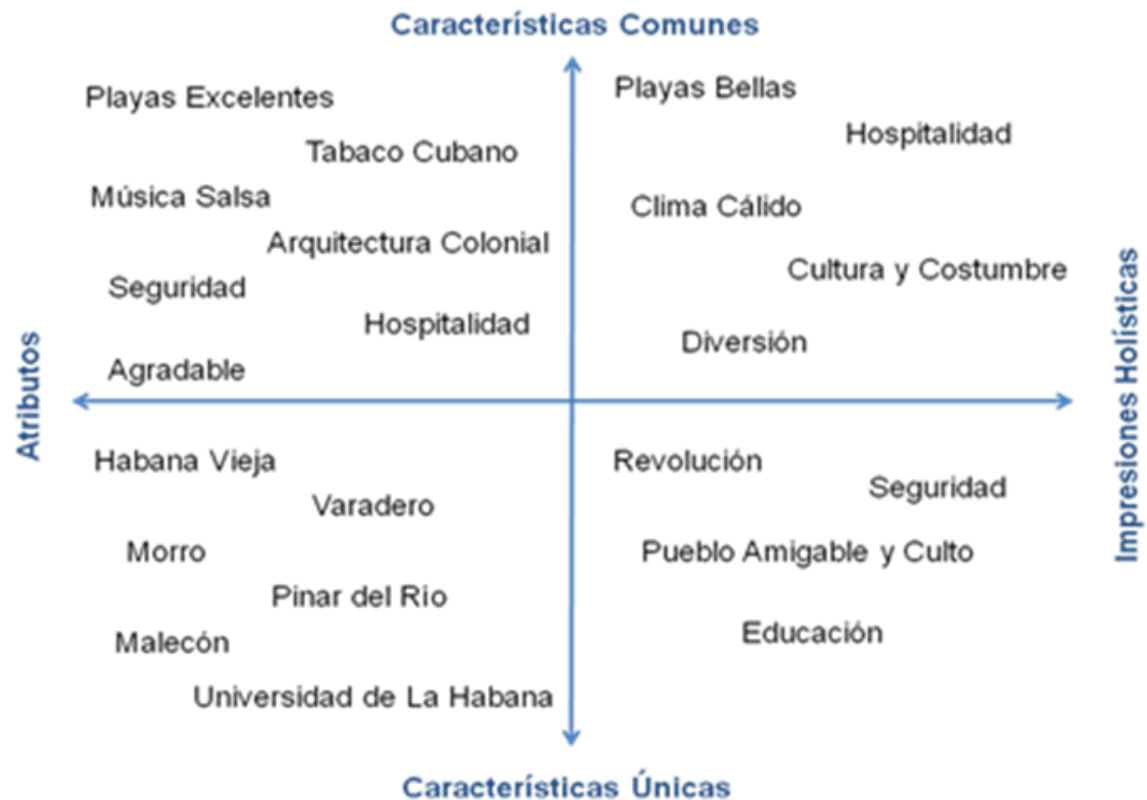 Características Comunes
Playas Excelentes
Tabaco Cubano
Música Salsa
Arquitectura Colonial
Seguridad
Hospitalidad
Agradable
Playas Bellas
Hospitalidad
Clima Cálido
Cultura y Costumbre
Diversión
Atributos
Impresiones Holísticas
Habana Vieja
Varadero
Morro
Pinar del Río
Malecón
Universidad de La Habana
Revolución
Seguridad
Pueblo Amigable y Culto
Educación
Características Únicas